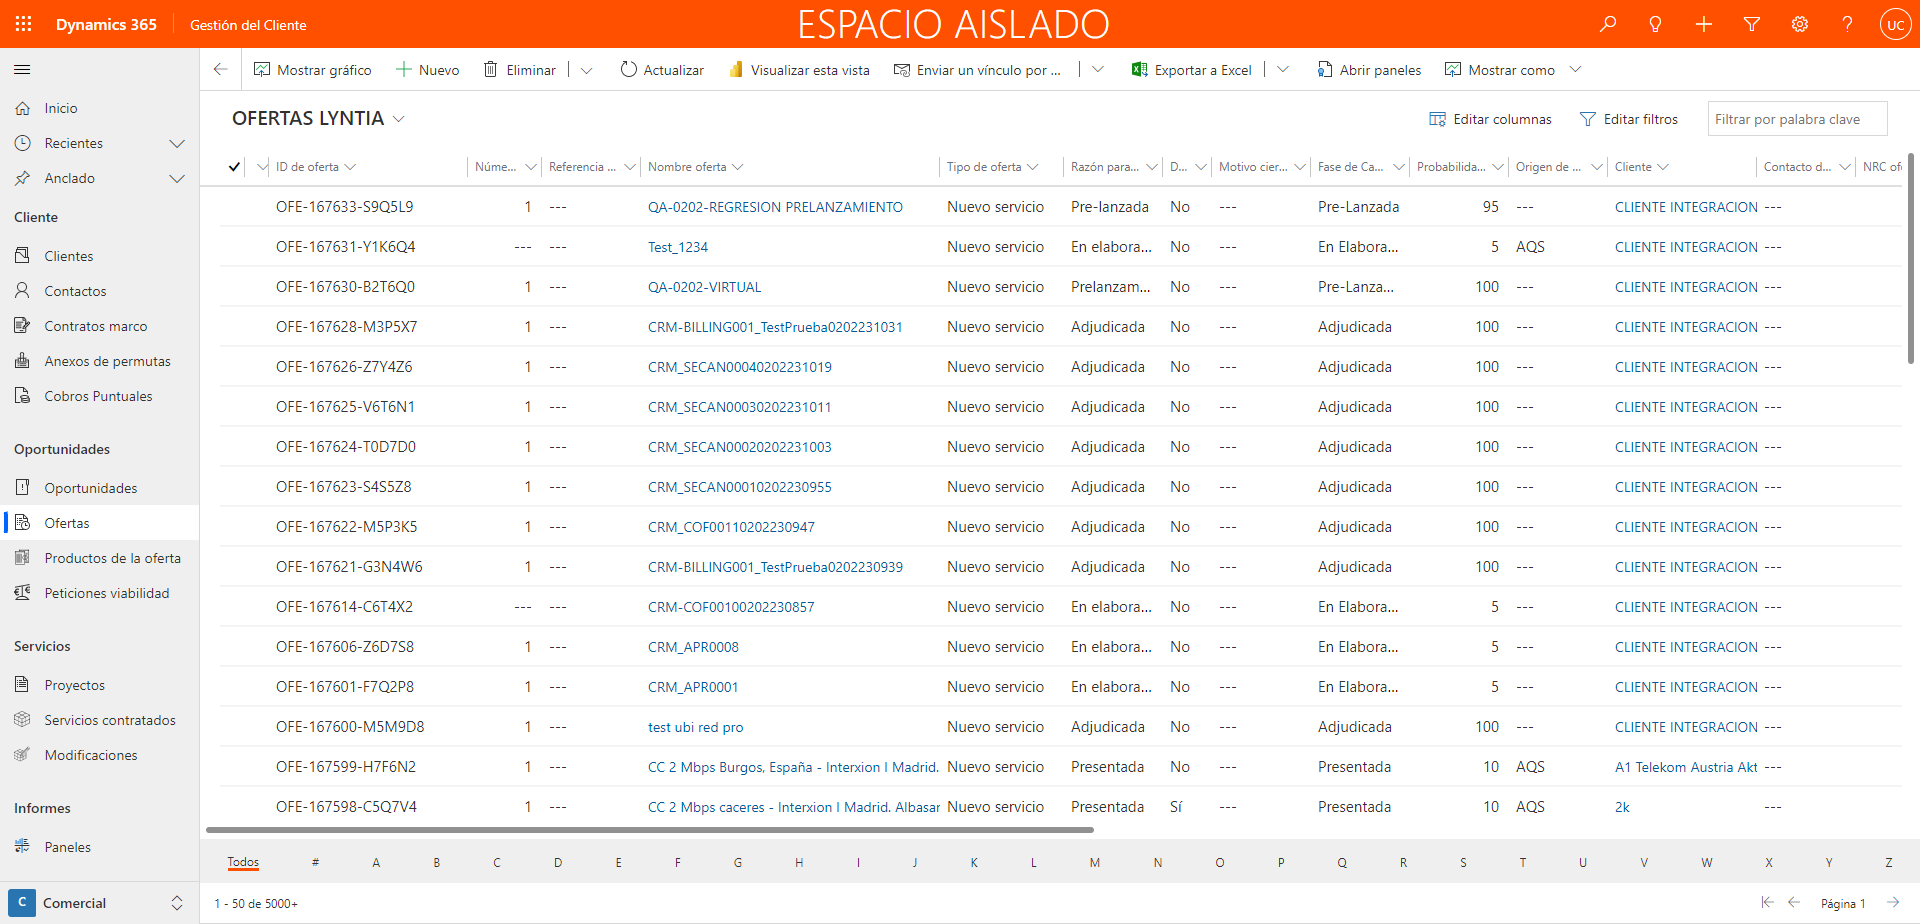 Dynamics 365
Gestión del Cliente
ESPACIO AISLADO
UC
Mostrar gráfico
Nuevo
Eliminar
Actualizar
Visualizar esta vista
Enviar un vínculo por ...
Exportar a Excel
Abrir paneles
Mostrar como
Inicio
Recientes
Anclado
Cliente
Clientes
Contactos
Contratos marco
Anexos de permutas
Cobros Puntuales
Oportunidades
Oportunidades
Ofertas
Productos de la oferta
Peticiones viabilidad
Servicios
Proyectos
Servicios contratados
Modificaciones
Informes
Paneles
C Comercial
OFERTAS LYNTIA
Editar columnas
Editar filtros
Filtrar por palabra clave
ID de oferta Núme... Referencia ... Nombre oferta Tipo de oferta Razón para... D... Motivo cier... Fase de Ca... Probabilida... Origen de ... Cliente Contacto d... NRC of
OFE-167633-S9Q5L9 1 --- QA-0202-REGRESION PRELANZAMIENTO Nuevo servicio Pre-lanzada No --- Pre-Lanzada 95 --- CLIENTE INTEGRACION ---
OFE-167631-Y1K6Q4 --- --- Test_1234 Nuevo servicio En elabora... No --- En Elabora... 5 AQS CLIENTE INTEGRACION ---
OFE-167630-B2T6Q0 1 --- QA-0202-VIRTUAL Nuevo servicio Prelanzam... No --- Pre-Lanza... 100 --- CLIENTE INTEGRACION ---
OFE-167628-M3P5X7 1 --- CRM-BILLING001_TestPrueba0202231031 Nuevo servicio Adjudicada No --- Adjudicada 100 --- CLIENTE INTEGRACION ---
OFE-167626-Z7Y4Z6 1 --- CRM_SECAN00040202231019 Nuevo servicio Adjudicada No --- Adjudicada 100 --- CLIENTE INTEGRACION ---
OFE-167625-V6T6N1 1 --- CRM_SECAN00030202231011 Nuevo servicio Adjudicada No --- Adjudicada 100 --- CLIENTE INTEGRACION ---
OFE-167624-T0D7D0 1 --- CRM_SECAN00020202231003 Nuevo servicio Adjudicada No --- Adjudicada 100 --- CLIENTE INTEGRACION ---
OFE-167623-S4S5Z8 1 --- CRM_SECAN00010202230955 Nuevo servicio Adjudicada No --- Adjudicada 100 --- CLIENTE INTEGRACION ---
OFE-167622-M5P3K5 1 --- CRM_COF00110202230947 Nuevo servicio Adjudicada No --- Adjudicada 100 --- CLIENTE INTEGRACION ---
OFE-167621-G3N4W6 1 --- CRM-BILLING001_TestPrueba0202230939 Nuevo servicio Adjudicada No --- Adjudicada 100 --- CLIENTE INTEGRACION ---
OFE-167614-C6T4X2 --- --- CRM-COF00100202230857 Nuevo servicio En elabora... No --- En Elabora... 5 --- CLIENTE INTEGRACION ---
OFE-167606-Z6D7S8 1 --- CRM_APR0008 Nuevo servicio En elabora... No --- En Elabora... 5 --- CLIENTE INTEGRACION ---
OFE-167601-F7Q2P8 1 --- CRM_APR0001 Nuevo servicio En elabora... No --- En Elabora... 5 --- CLIENTE INTEGRACION ---
OFE-167600-M5M9D8 1 --- test ubi red pro Nuevo servicio Adjudicada No --- Adjudicada 100 --- CLIENTE INTEGRACION ---
OFE-167599-H7F6N2 1 --- CC 2 Mbps Burgos, España - Interxion I Madrid. Nuevo servicio Presentada No --- Presentada 10 AQS A1 Telekom Austria Akt ---
OFE-167598-C5Q7V4 1 --- CC 2 Mbps caceres - Interxion I Madrid. Albasar Nuevo servicio Presentada Sí --- Presentada 10 AQS 2k ---
Todos # A B C D E F G H I J K L M N O P Q R S T U V W X Y Z
1 - 50 de 5000+
Página 1